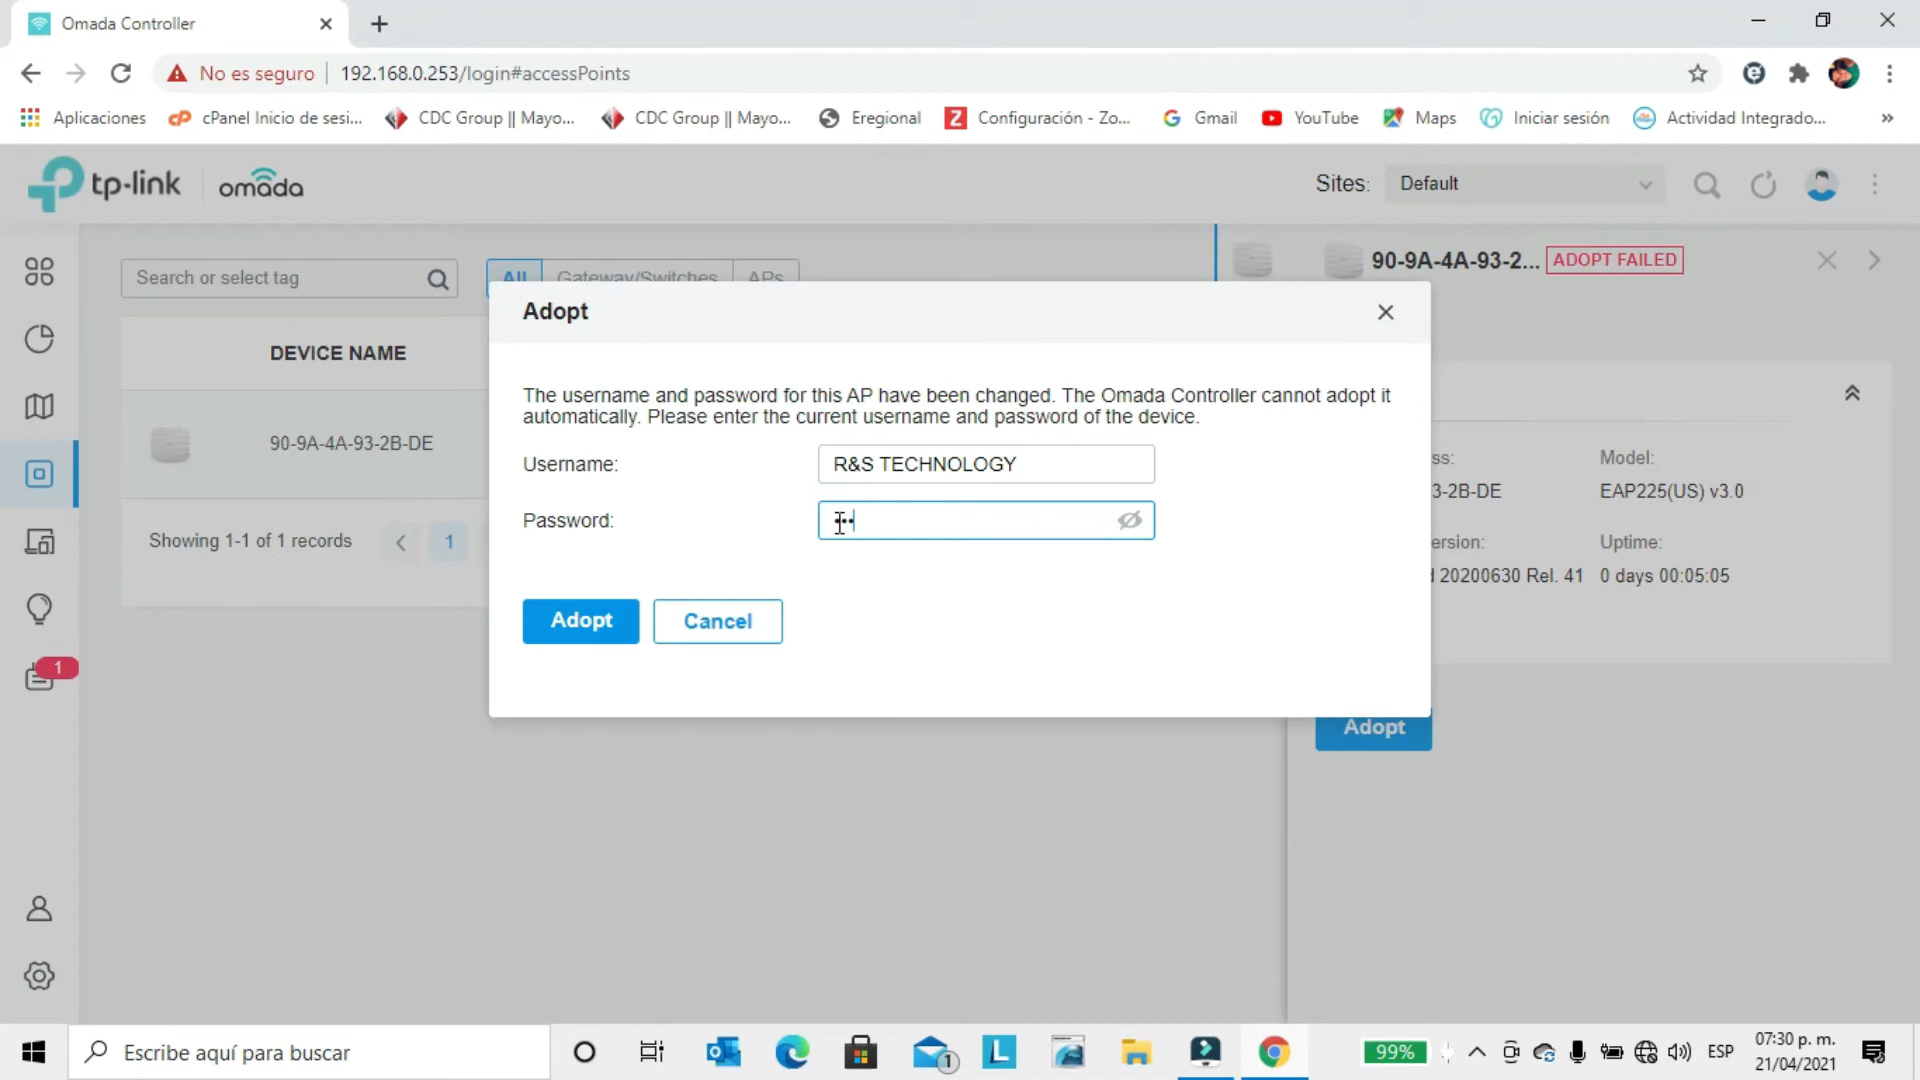 Omada Controller
No es seguro | 192.168.0.253/login#accessPoints
Aplicaciones cPanel Inicio de sesi... CDC Group || Mayo... CDC Group || Mayo... Eregional Configuración - Zo... Gmail YouTube Maps Iniciar sesión Actividad Integrado... »
tp-link omada Sites: Default
Search or select tag All Gateway/Switches APs 90-9A-4A-93-2... ADOPT FAILED
Adopt
DEVICE NAME
The username and password for this AP have been changed. The Omada Controller cannot adopt it
automatically. Please enter the current username and password of the device.
90-9A-4A-93-2B-DE
Username: R&S TECHNOLOGY
Password: •••
ss: Model:
3-2B-DE EAP225(US) v3.0
Showing 1-1 of 1 records 1
ersion: Uptime:
20200630 Rel. 41 0 days 00:05:05
Adopt Cancel
1
Adopt
Escribe aquí para buscar 1 99% ESP 07:30 p. m.
21/04/2021